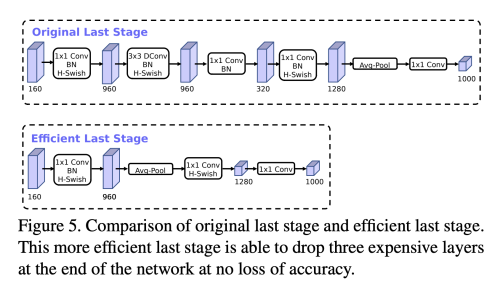 Original Last Stage
1x1 Conv
BN
H-Swish
3x3 DConv
BN
H-Swish
1x1 Conv
BN
1x1 Conv
BN
H-Swish
Avg-Pool
1x1 Conv
160
960
960
320
1280
1000
Efficient Last Stage
1x1 Conv
BN
H-Swish
Avg-Pool
1x1 Conv
H-Swish
1x1 Conv
160
960
1280
1000
Figure 5. Comparison of original last stage and efficient last stage.
This more efficient last stage is able to drop three expensive layers
at the end of the network at no loss of accuracy.